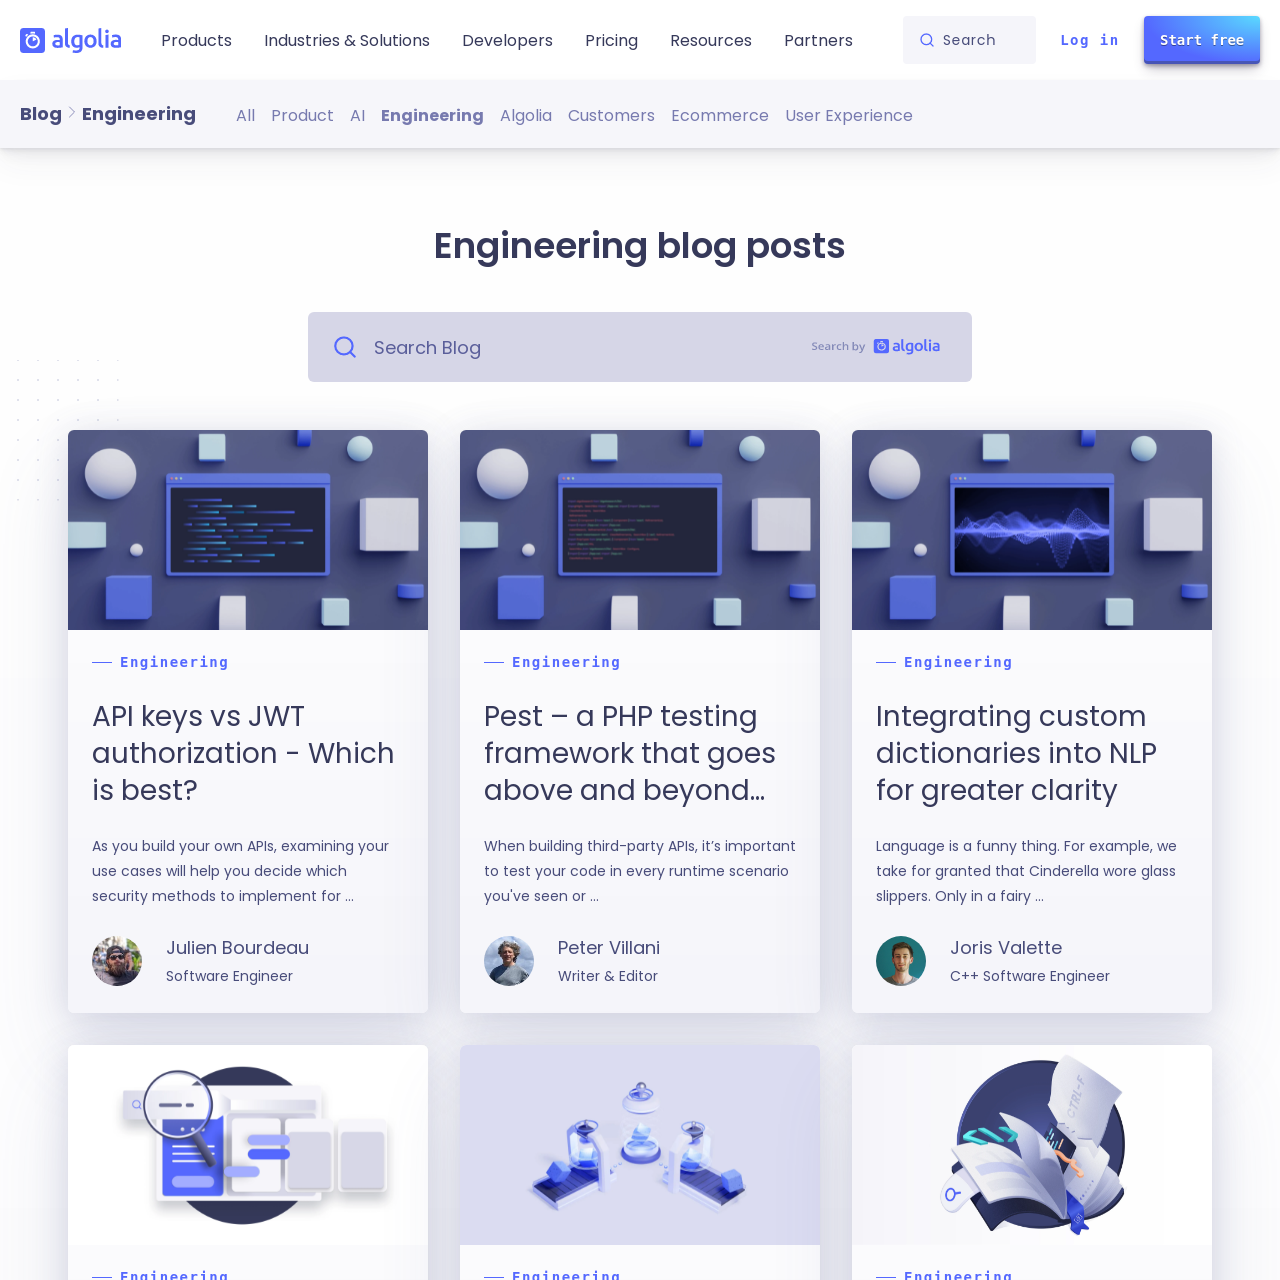 algolia
Products
Industries & Solutions
Developers
Pricing
Resources
Partners
Search
Log in
Start free
Blog
Engineering
All
Product
AI
Engineering
Algolia
Customers
Ecommerce
User Experience
Engineering blog posts
Search Blog
Search by algolia
Engineering
API keys vs JWT
authorization - Which
is best?
As you build your own APIs, examining your
use cases will help you decide which
security methods to implement for ...
Julien Bourdeau
Software Engineer
Engineering
Pest – a PHP testing
framework that goes
above and beyond...
When building third-party APIs, it’s important
to test your code in every runtime scenario
you've seen or ...
Peter Villani
Writer & Editor
Engineering
Integrating custom
dictionaries into NLP
for greater clarity
Language is a funny thing. For example, we
take for granted that Cinderella wore glass
slippers. Only in a fairy ...
Joris Valette
C++ Software Engineer
Engineering
Engineering
CTRL-F
Engineering